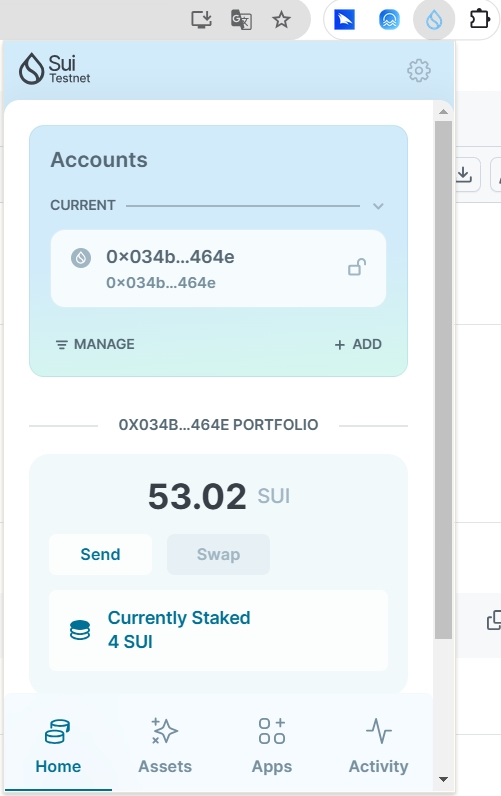 Sui
Testnet
Accounts
CURRENT
0×034b…464e
0×034b…464e
MANAGE
+ ADD
0X034B…464E PORTFOLIO
53.02 SUI
Send
Swap
Currently Staked
4 SUI
Home
Assets
Apps
Activity